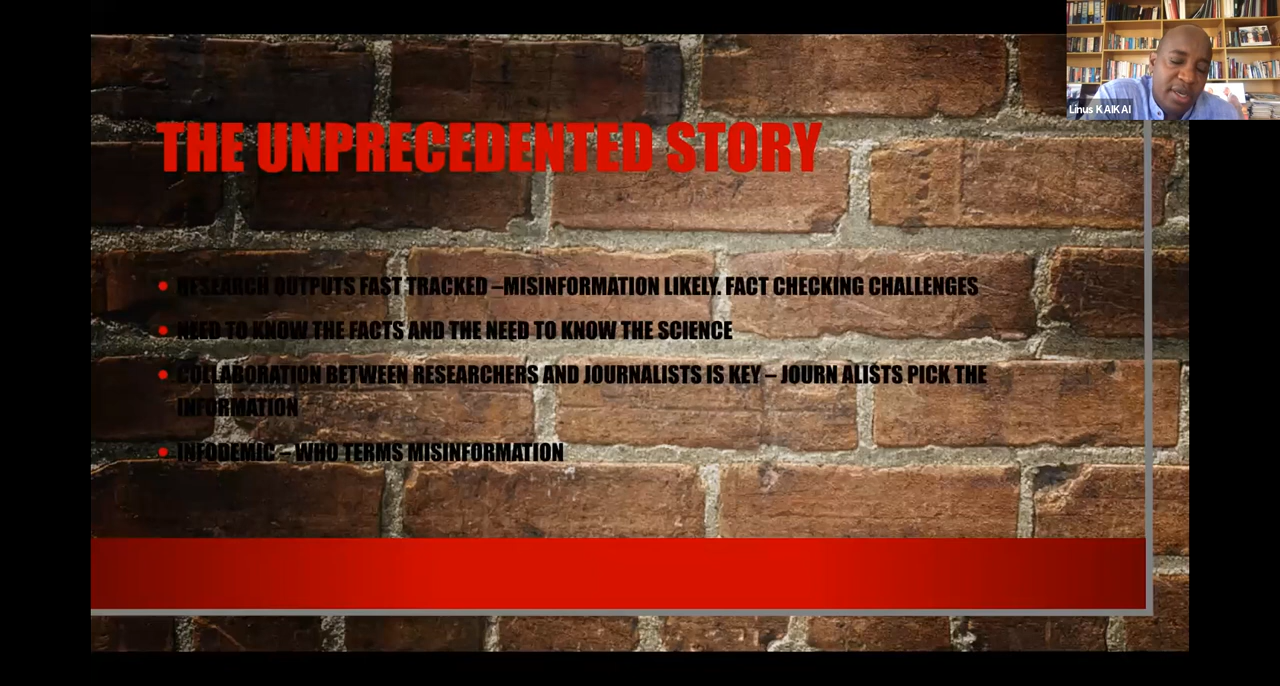 Linus KAIKAI
THE UNPRECEDENTED STORY
• RESEARCH OUTPUTS FAST TRACKED –MISINFORMATION LIKELY. FACT CHECKING CHALLENGES
• NEED TO KNOW THE FACTS AND THE NEED TO KNOW THE SCIENCE
• COLLABORATION BETWEEN RESEARCHERS AND JOURNALISTS IS KEY – JOURN ALISTS PICK THE
INFORMATION
• INFODEMIC – WHO TERMS MISINFORMATION